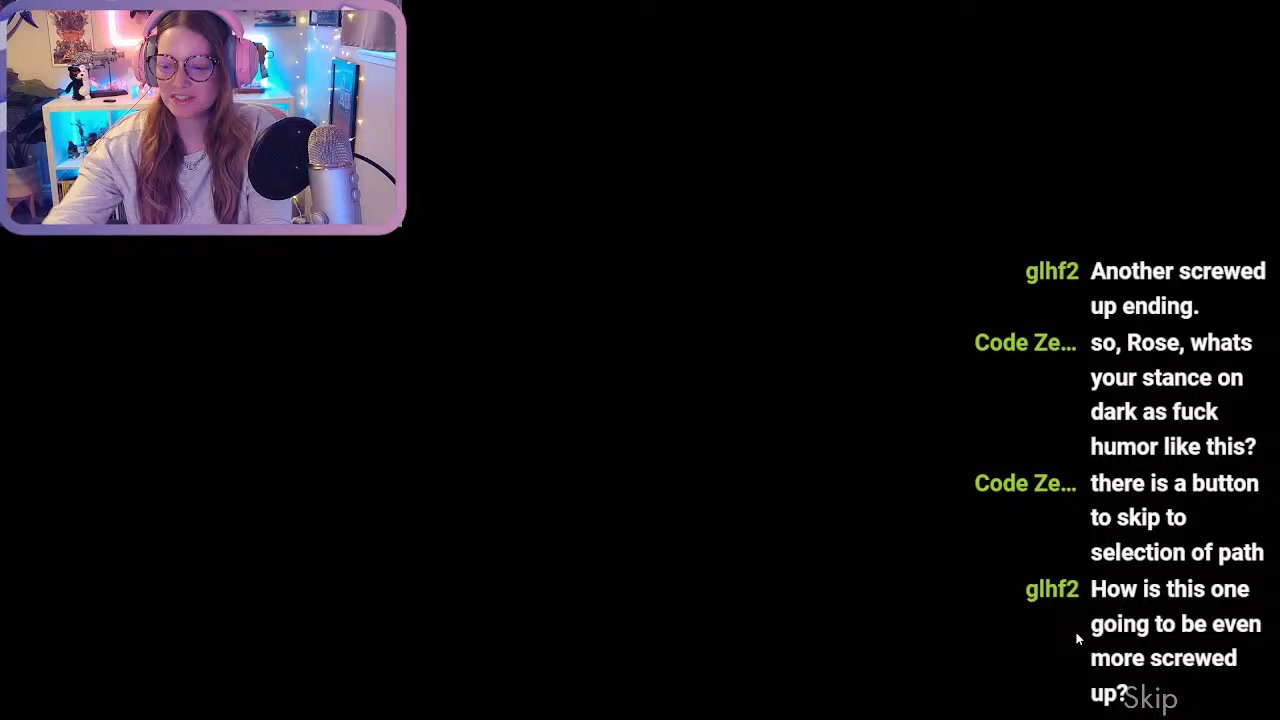 glhf2 Another screwed
up ending.
Code Ze... so, Rose, whats
your stance on
dark as fuck
humor like this?
Code Ze... there is a button
to skip to
selection of path
glhf2 How is this one
going to be even
more screwed
up?
Skip